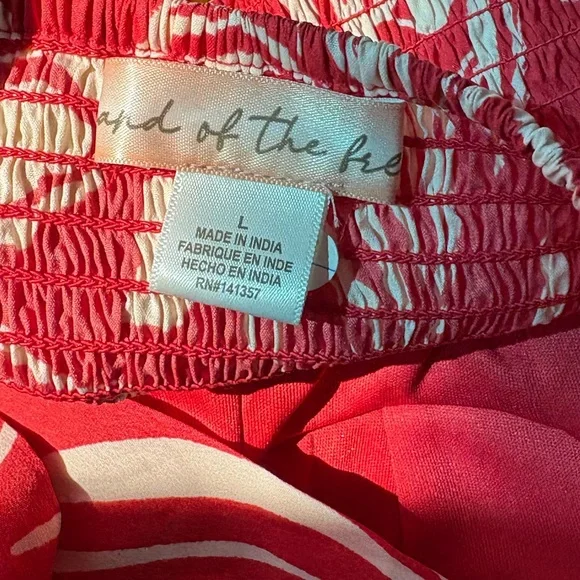 and of the fre
L
MADE IN INDIA
FABRIQUE EN INDE
HECHO EN INDIA
RN#141357